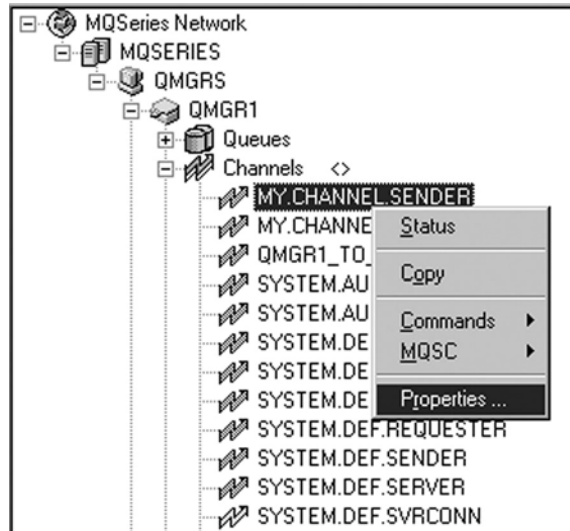 MQSeries Network
MQSERIES
QMGRS
QMGR1
Queues
Channels <>
MY.CHANNEL.SENDER
MY.CHANNE
Status
QMGR1_TO_
SYSTEM.AU
Copy
SYSTEM.AU
SYSTEM.DE
Commands
SYSTEM.DE
MQSC
SYSTEM.DE
Properties ...
SYSTEM.DEF.REQUESTER
SYSTEM.DEF.SENDER
SYSTEM.DEF.SERVER
SYSTEM.DEF.SVRCONN